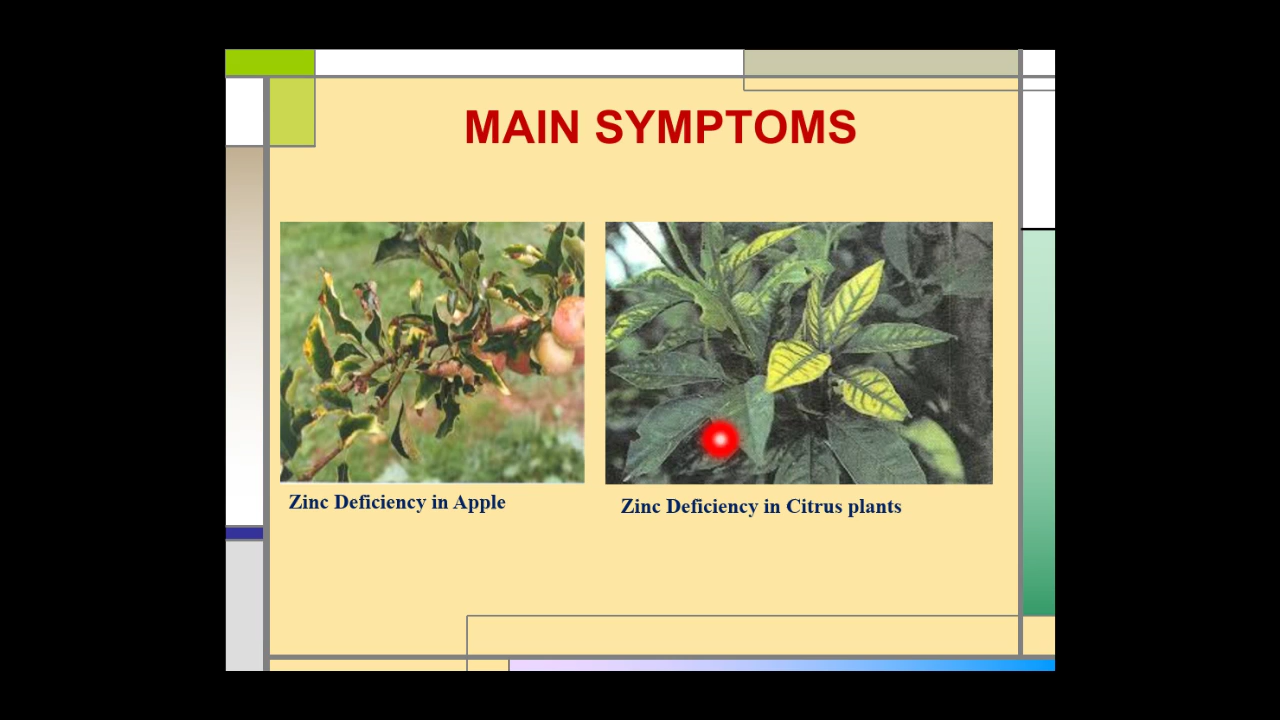 MAIN SYMPTOMS
Zinc Deficiency in Apple
Zinc Deficiency in Citrus plants